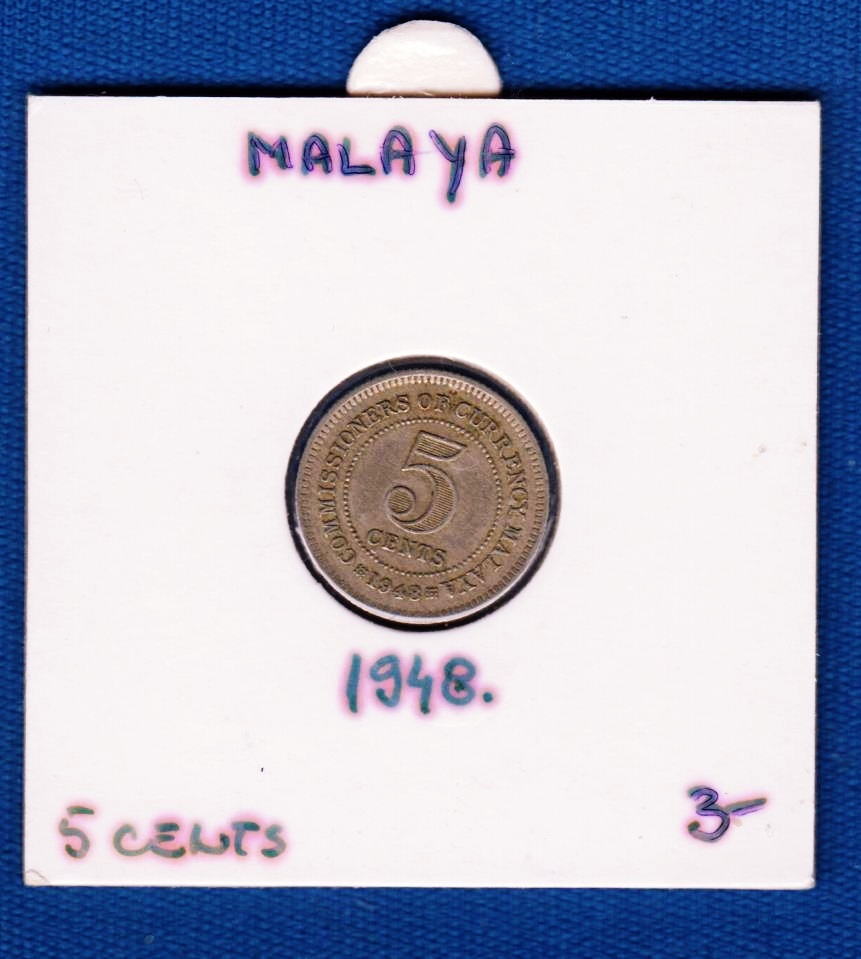 MALAYA
COMMISSIONERS OF CURRENCY MALAYA
5
CENTS
1948
1948.
5 CENTS
3-